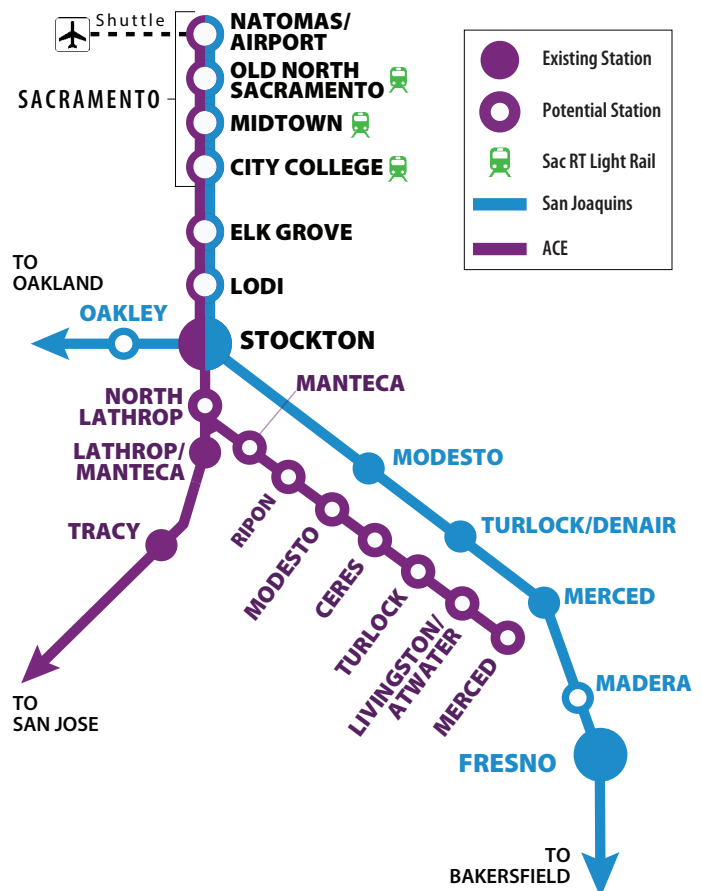 Shuttle
NATOMAS/
AIRPORT
OLD NORTH
SACRAMENTO
SACRAMENTO
MIDTOWN
CITY COLLEGE
ELK GROVE
LODI
TO
OAKLAND
OAKLEY
STOCKTON
NORTH
LATHROP
MANTECA
LATHROP/
MANTECA
TRACY
RIPON
MODESTO
CERES
TURLOCK
LIVINGSTON/
ATWATER
MERCED
MODESTO
TURLOCK/DENAIR
MERCED
MADERA
FRESNO
TO
SAN JOSE
TO
BAKERSFIELD
Existing Station
Potential Station
Sac RT Light Rail
San Joaquins
ACE